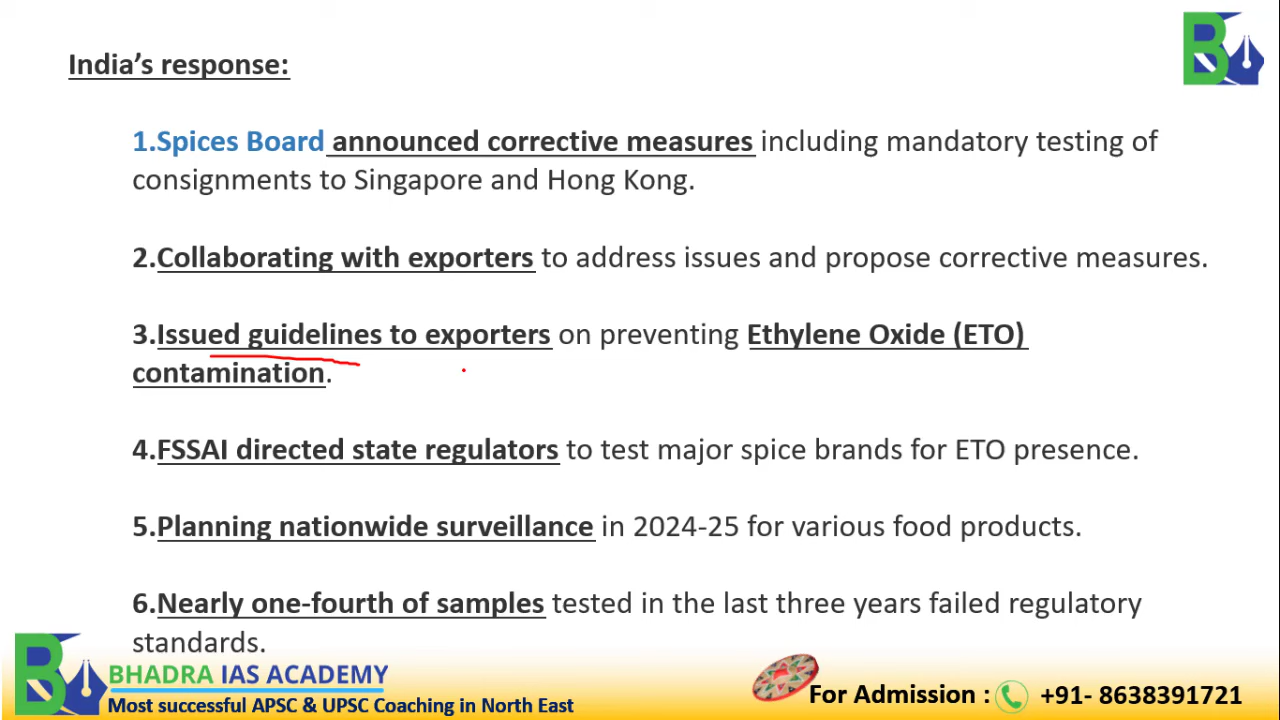 India’s response:
1.Spices Board announced corrective measures including mandatory testing of
consignments to Singapore and Hong Kong.
2.Collaborating with exporters to address issues and propose corrective measures.
3.Issued guidelines to exporters on preventing Ethylene Oxide (ETO)
contamination.
4.FSSAI directed state regulators to test major spice brands for ETO presence.
5.Planning nationwide surveillance in 2024-25 for various food products.
6.Nearly one-fourth of samples tested in the last three years failed regulatory
standards.
BHADRA IAS ACADEMY
Most successful APSC & UPSC Coaching in North East
For Admission : +91- 8638391721